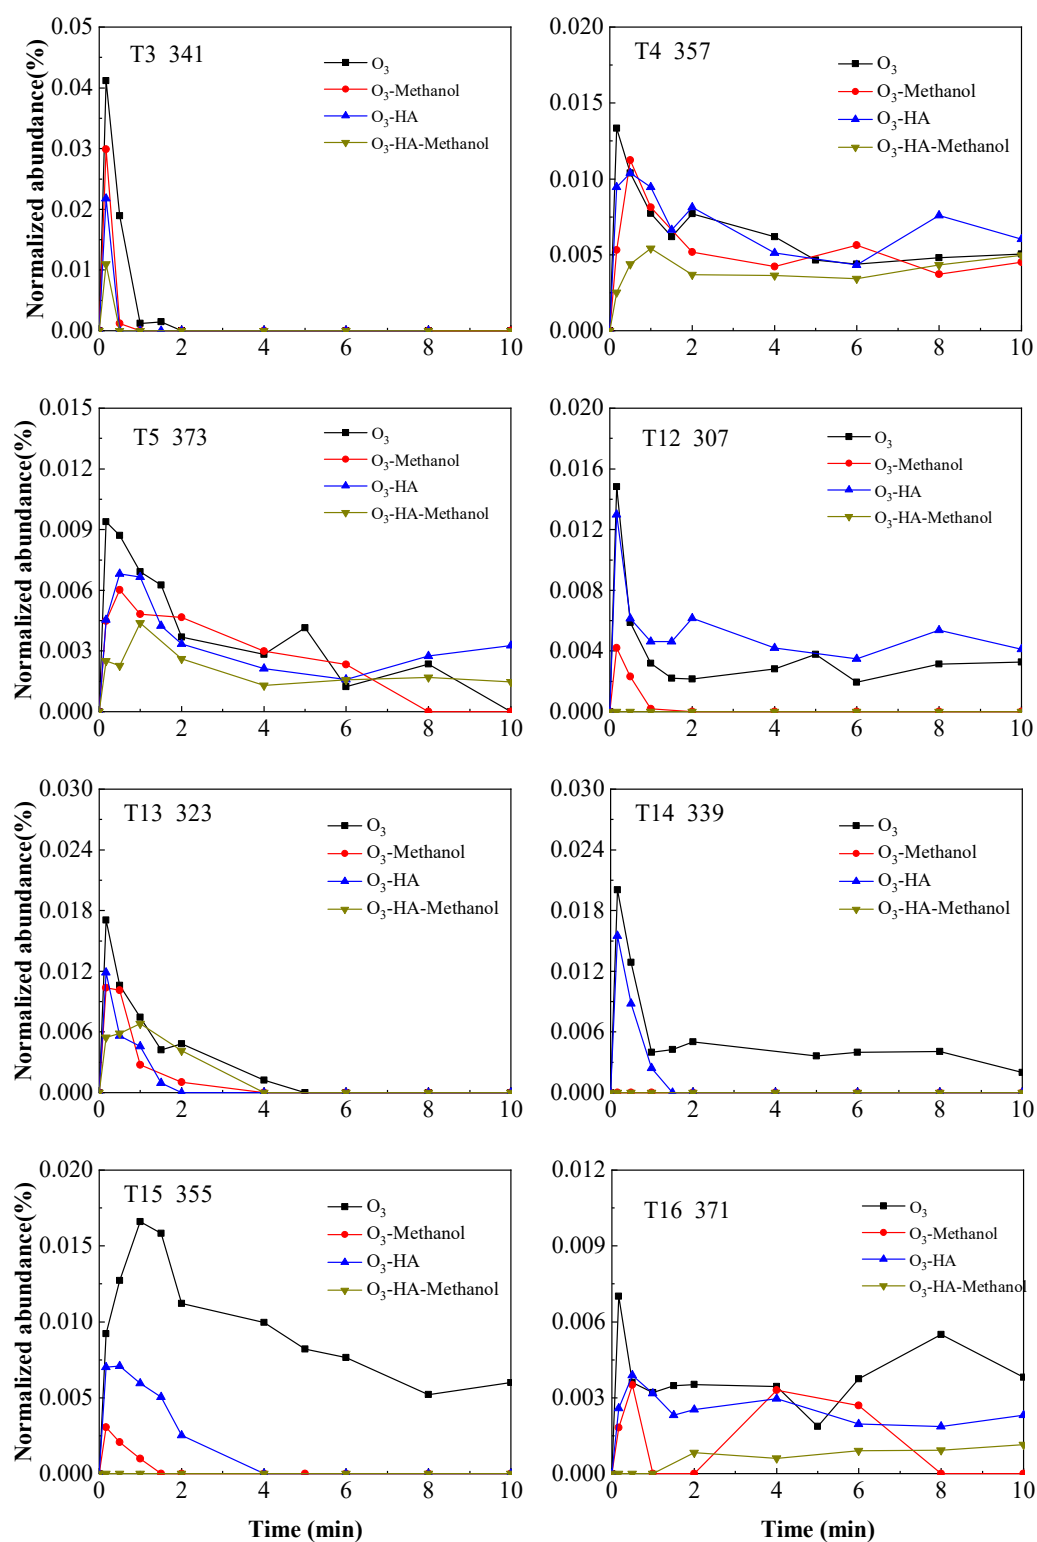 T3 341
O₃
O₃-Methanol
O₃-HA
O₃-HA-Methanol
Normalized abundance(%)
0.05
0.04
0.03
0.02
0.01
0.00
0 2 4 6 8 10
T4 357
O₃
O₃-Methanol
O₃-HA
O₃-HA-Methanol
0.020
0.015
0.010
0.005
0.000
0 2 4 6 8 10
T5 373
O₃
O₃-Methanol
O₃-HA
O₃-HA-Methanol
Normalized abundance(%)
0.015
0.012
0.009
0.006
0.003
0.000
0 2 4 6 8 10
T12 307
O₃
O₃-Methanol
O₃-HA
O₃-HA-Methanol
0.020
0.016
0.012
0.008
0.004
0.000
0 2 4 6 8 10
T13 323
O₃
O₃-Methanol
O₃-HA
O₃-HA-Methanol
Normalized abundance(%)
0.030
0.024
0.018
0.012
0.006
0.000
0 2 4 6 8 10
T14 339
O₃
O₃-Methanol
O₃-HA
O₃-HA-Methanol
0.030
0.024
0.018
0.012
0.006
0.000
0 2 4 6 8 10
T15 355
O₃
O₃-Methanol
O₃-HA
O₃-HA-Methanol
Normalized abundance(%)
0.020
0.015
0.010
0.005
0.000
0 2 4 6 8 10
Time (min)
T16 371
O₃
O₃-Methanol
O₃-HA
O₃-HA-Methanol
0.012
0.009
0.006
0.003
0.000
0 2 4 6 8 10
Time (min)